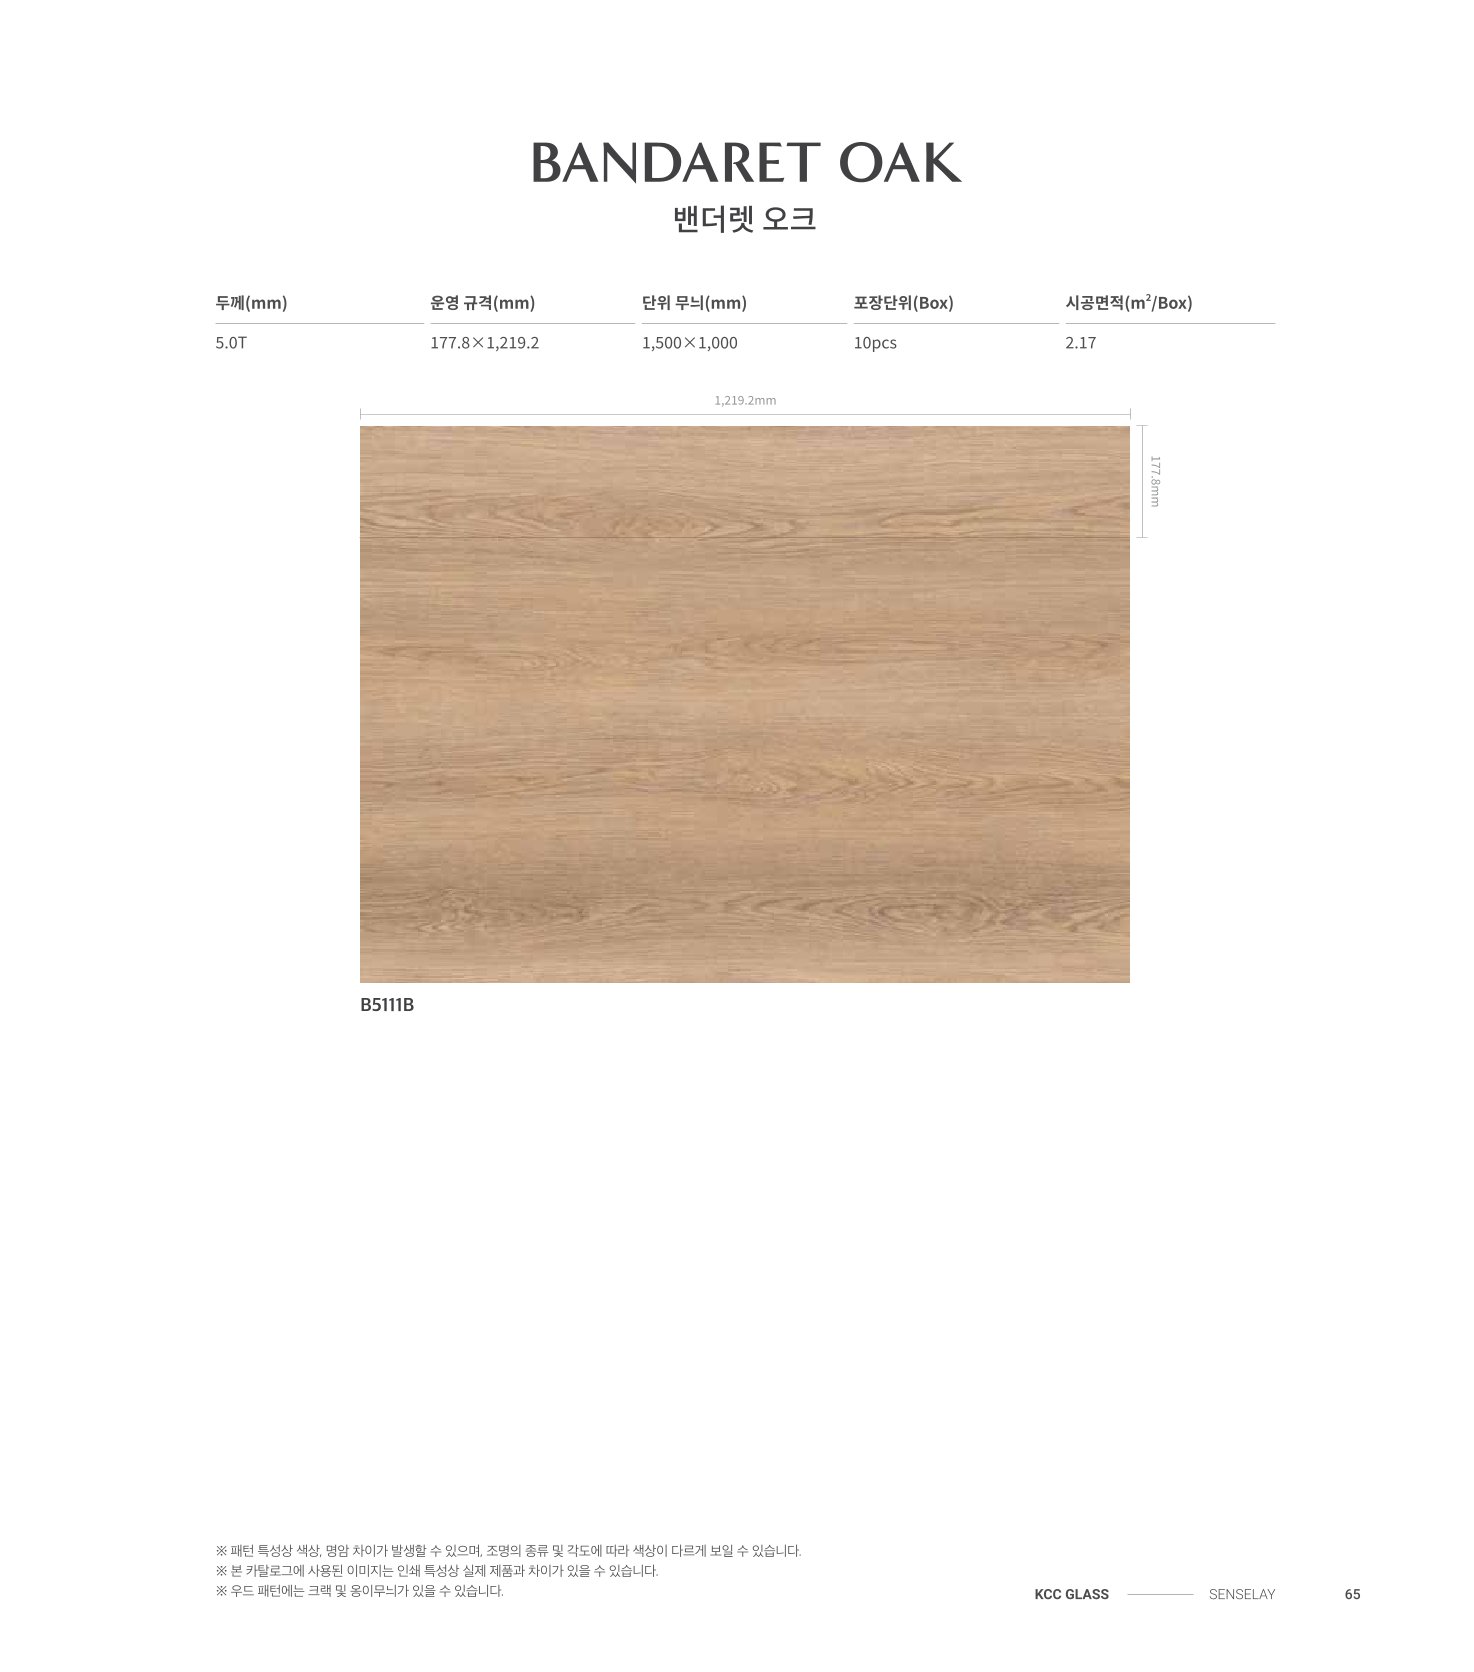 BANDARET OAK
밴더렛 오크
두께(mm) 운영 규격(mm) 단위 무늬(mm) 포장단위(Box) 시공면적(m²/Box)
5.0T 177.8×1,219.2 1,500×1,000 10pcs 2.17
1,219.2mm
177.8mm
B5111B
※ 패턴 특성상 색상, 명암 차이가 발생할 수 있으며, 조명의 종류 및 각도에 따라 색상이 다르게 보일 수 있습니다.
※ 본 카탈로그에 사용된 이미지는 인쇄 특성상 실제 제품과 차이가 있을 수 있습니다.
※ 우드 패턴에는 크랙 및 옹이무늬가 있을 수 있습니다.
KCC GLASS SENSELAY 65